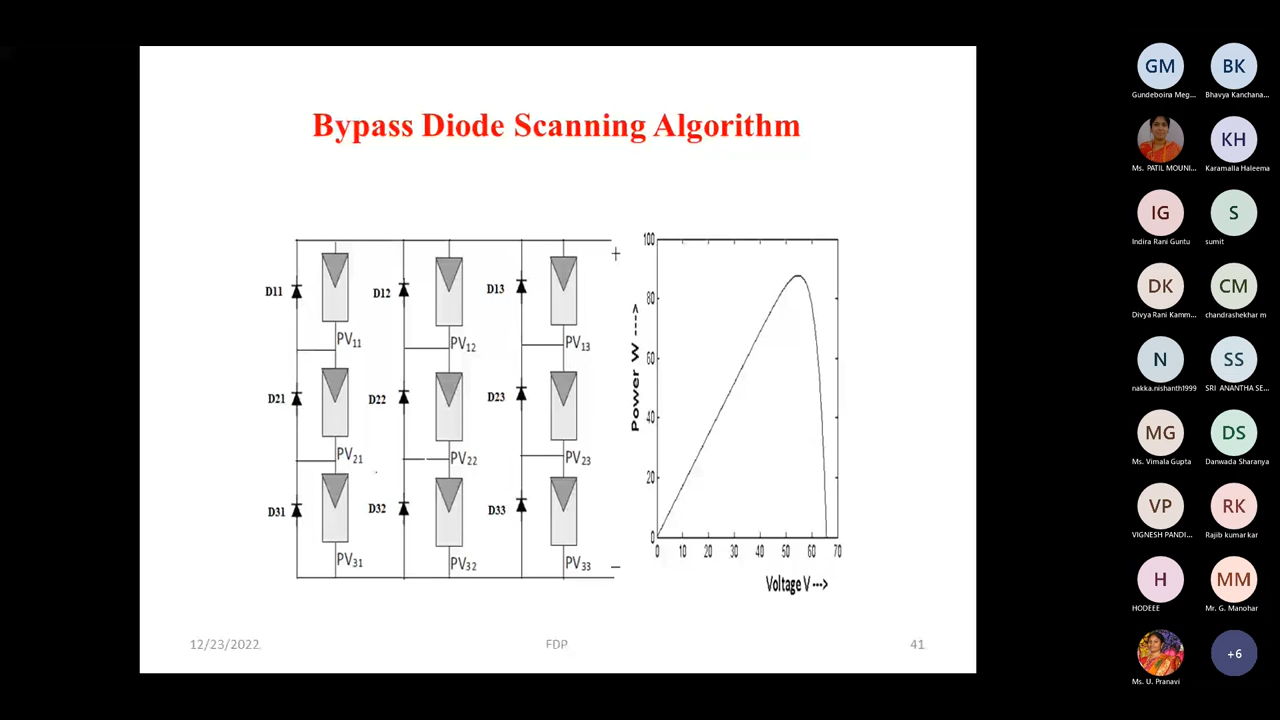 Bypass Diode Scanning Algorithm
D11
D12
D13
PV11
PV12
PV13
D21
D22
D23
PV21
PV22
PV23
D31
D32
D33
PV31
PV32
PV33
+
−
100
80
60
40
20
0
Power W --->
0 10 20 30 40 50 60 70
Voltage V --->
12/23/2022
FDP
41
GM
Gundeboina Meg...
BK
Bhavya Kanchana...
Ms. PATIL MOUNI...
KH
Karamalla Haleema
IG
Indira Rani Guntu
S
sumit
DK
Divya Rani Kamm...
CM
chandrashekhar m
N
nakka.nishanth1999
SS
SRI ANANTHA SE...
MG
Ms. Vimala Gupta
DS
Danwada Sharanya
VP
VIGNESH PANDI...
RK
Rajib kumar kar
H
HODEEE
MM
Mr. G. Manohar
Ms. U. Pranavi
+6